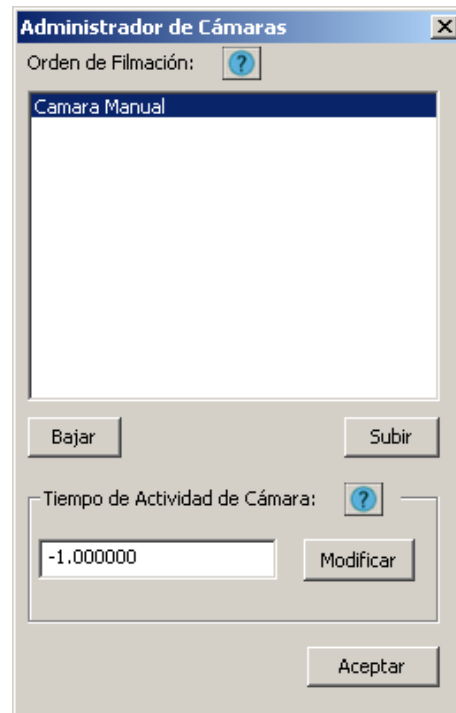 Administrador de Cámaras
Orden de Filmación:
?
Camara Manual
Bajar
Subir
Tiempo de Actividad de Cámara:
?
-1.000000
Modificar
Aceptar